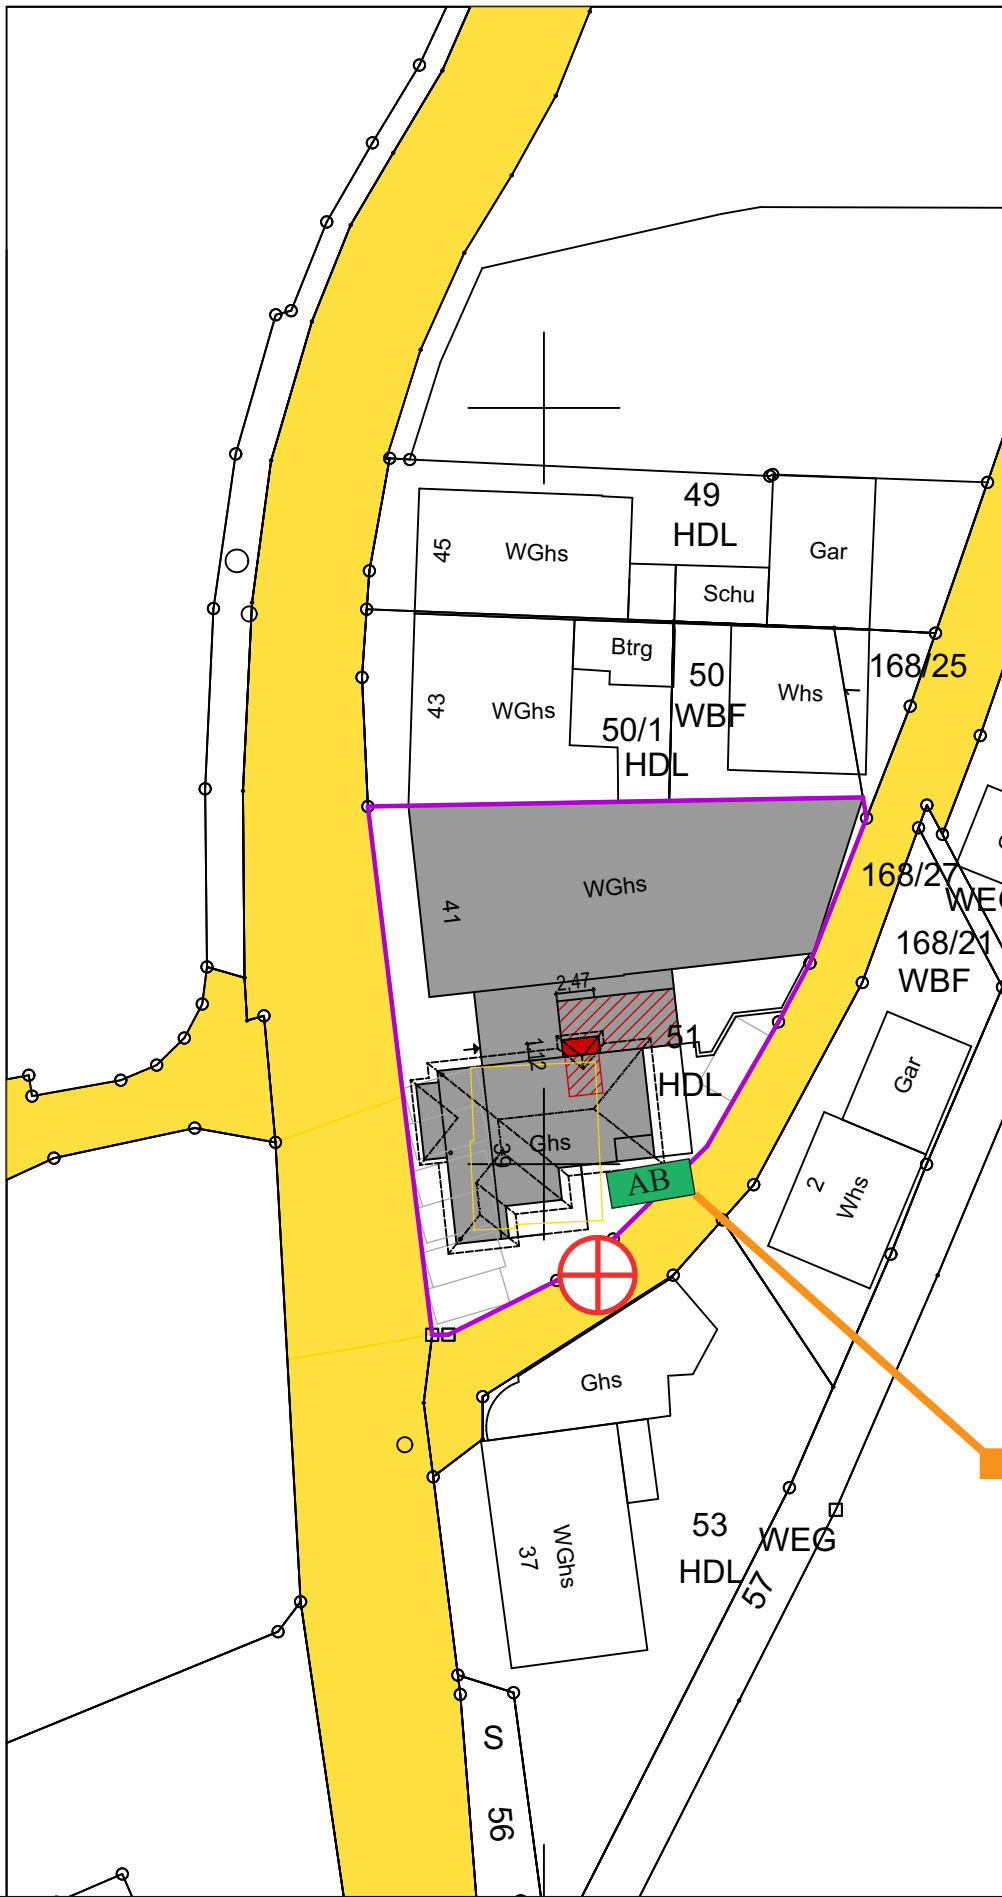 49
HDL
45
WGhs
Gar
Schu
Btrg
168/25
50
WBF
Whs
1
43
WGhs
50/1
HDL
168/27
WGhs
41
WEG
168/21
WBF
2,47
51
1,12
HDL
Gar
Ghs
39
AB
2
Whs
Ghs
53
WEG
HDL
WGhs
37
57
S
56